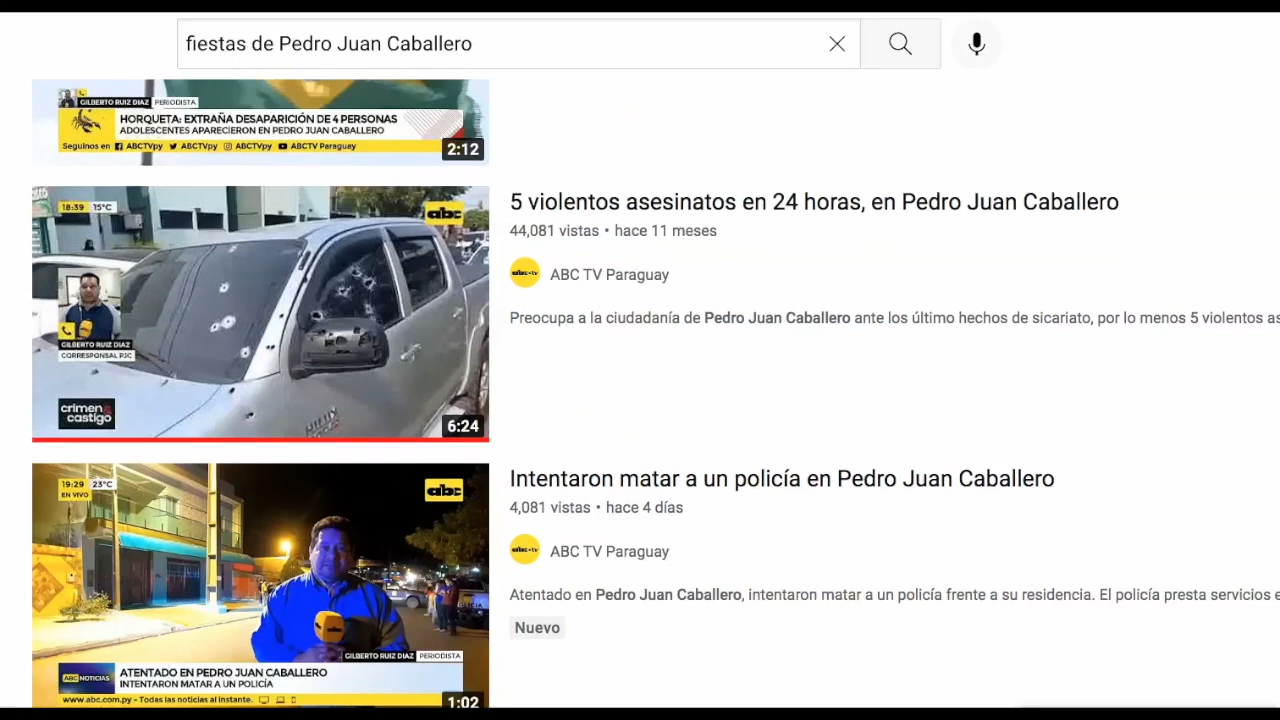 fiestas de Pedro Juan Caballero
GILBERTO RUIZ DIAZ PERIODISTA
HORQUETA: EXTRAÑA DESAPARICIÓN DE 4 PERSONAS
ADOLESCENTES APARECIERON EN PEDRO JUAN CABALLERO
Seguinos en ABCTVpy ABCTVpy ABCTVpy ABCTV Paraguay
2:12
18:39 15°C
abc
GILBERTO RUIZ DIAZ
CORRESPONSAL PJC
crimen&
castigo
6:24
5 violentos asesinatos en 24 horas, en Pedro Juan Caballero
44,081 vistas • hace 11 meses
abc tv ABC TV Paraguay
Preocupa a la ciudadanía de Pedro Juan Caballero ante los último hechos de sicariato, por lo menos 5 violentos as
19:29 23°C
EN VIVO
abc
GILBERTO RUIZ DIAZ PERIODISTA
ABC NOTICIAS
ATENTADO EN PEDRO JUAN CABALLERO
INTENTARON MATAR A UN POLICÍA
www.abc.com.py - Todas las noticias al instante.
1:02
Intentaron matar a un policía en Pedro Juan Caballero
4,081 vistas • hace 4 días
abc tv ABC TV Paraguay
Atentado en Pedro Juan Caballero, intentaron matar a un policía frente a su residencia. El policía presta servicios e
Nuevo